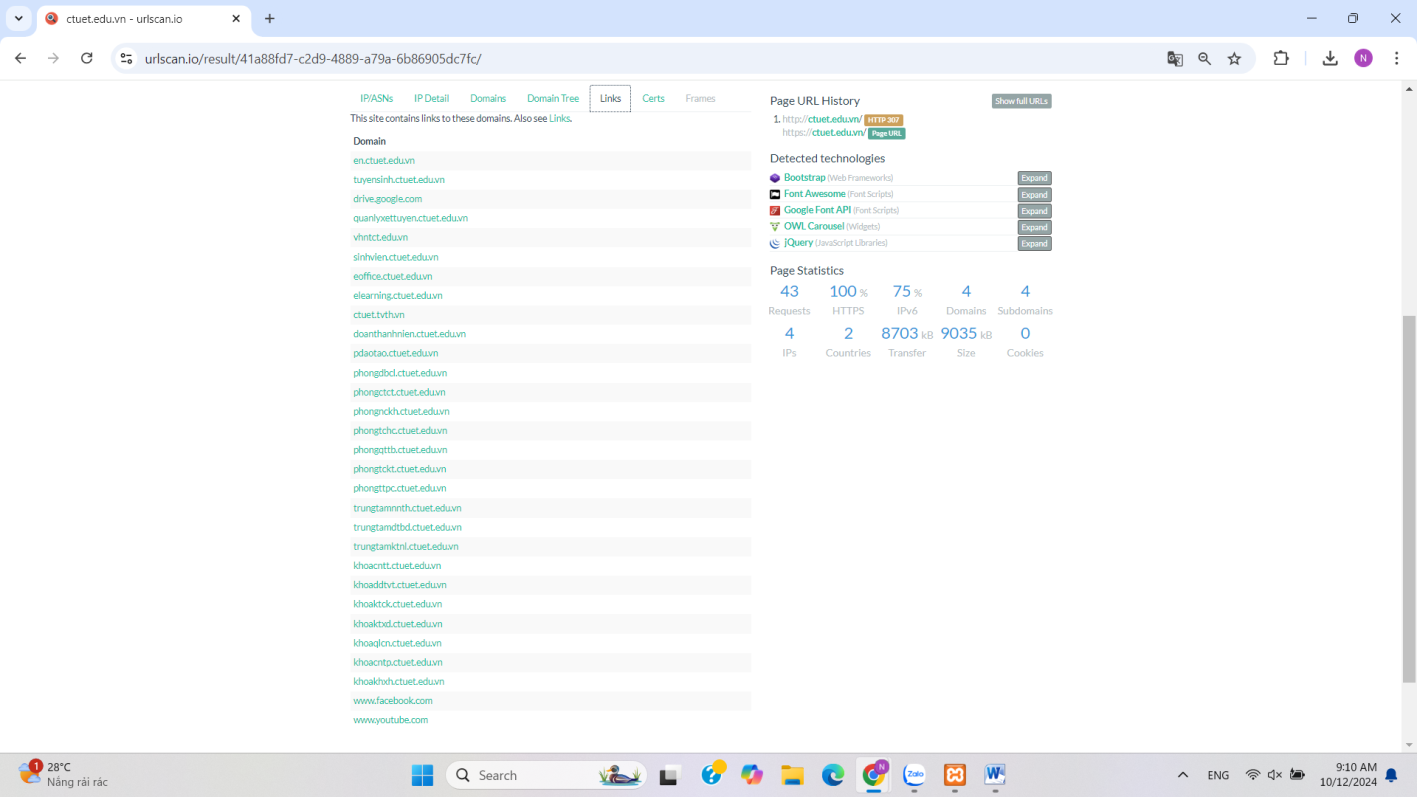 ctuet.edu.vn - urlscan.io
urlscan.io/result/41a88fd7-c2d9-4889-a79a-6b86905dc7fc/
N
IP/ASNs IP Detail Domains Domain Tree Links Certs Frames
This site contains links to these domains. Also see Links.
Domain
en.ctuet.edu.vn
tuyensinh.ctuet.edu.vn
drive.google.com
quanlyxettuyen.ctuet.edu.vn
vhntct.edu.vn
sinhvien.ctuet.edu.vn
eoffice.ctuet.edu.vn
elearning.ctuet.edu.vn
ctuet.tvth.vn
doanthanhnien.ctuet.edu.vn
pdaotao.ctuet.edu.vn
phongdbcl.ctuet.edu.vn
phongctct.ctuet.edu.vn
phongnckh.ctuet.edu.vn
phongtchc.ctuet.edu.vn
phongqttb.ctuet.edu.vn
phongtckt.ctuet.edu.vn
phongttpc.ctuet.edu.vn
trungtamnnth.ctuet.edu.vn
trungtamdtbd.ctuet.edu.vn
trungtamktnl.ctuet.edu.vn
khoacntt.ctuet.edu.vn
khoaddtvt.ctuet.edu.vn
khoaktck.ctuet.edu.vn
khoaktxd.ctuet.edu.vn
khoaqlcn.ctuet.edu.vn
khoacntp.ctuet.edu.vn
khoakhxh.ctuet.edu.vn
www.facebook.com
www.youtube.com
Page URL History Show full URLs
1. http://ctuet.edu.vn/ HTTP 307
https://ctuet.edu.vn/ Page URL
Detected technologies
Bootstrap (Web Frameworks) Expand
Font Awesome (Font Scripts) Expand
Google Font API (Font Scripts) Expand
OWL Carousel (Widgets) Expand
jQuery (JavaScript Libraries) Expand
Page Statistics
43 100 % 75 % 4 4
Requests HTTPS IPv6 Domains Subdomains
4 2 8703 kB 9035 kB 0
IPs Countries Transfer Size Cookies
1 28°C
Nắng rải rác
Search
N
Zalo
ENG
9:10 AM
10/12/2024